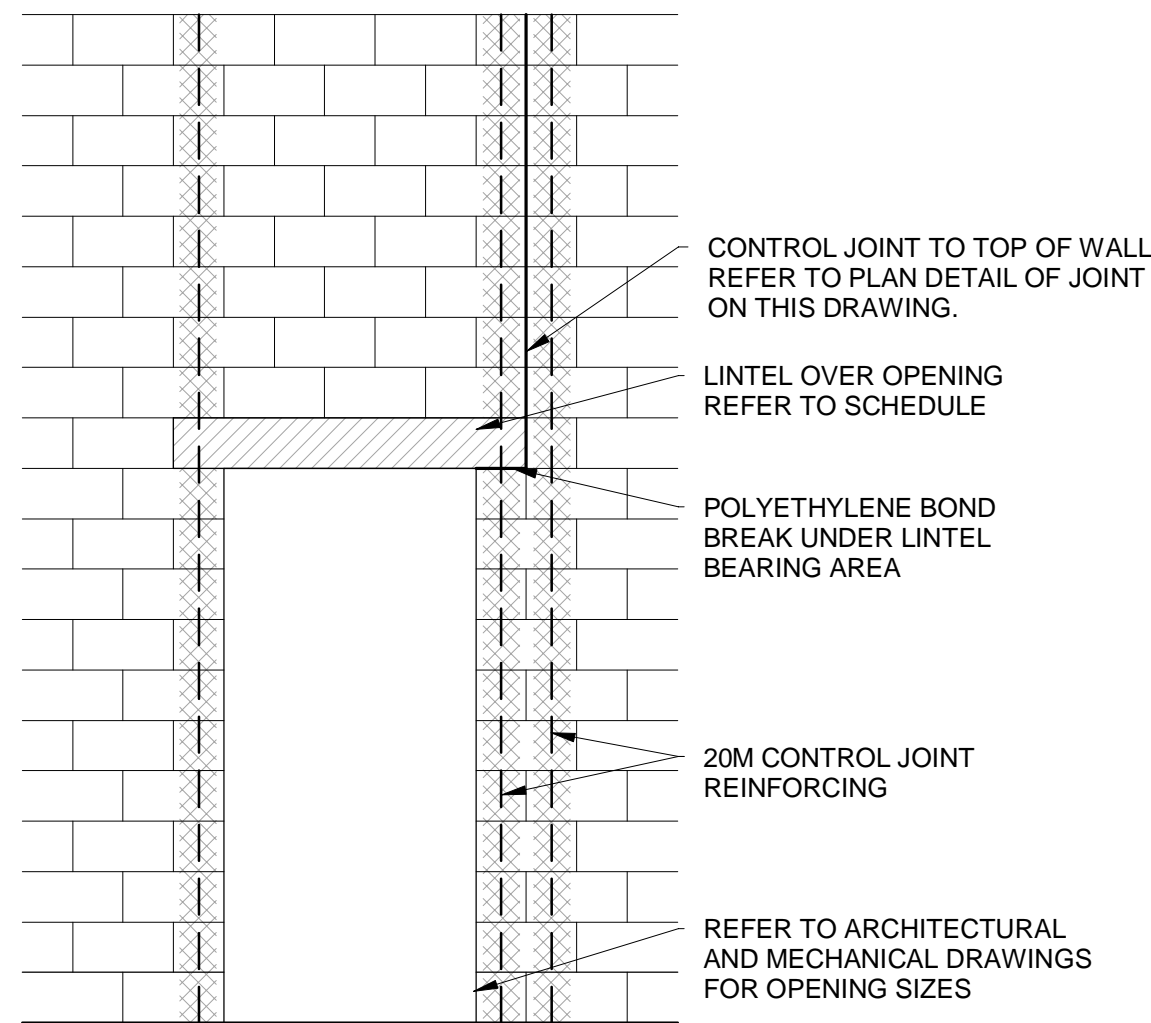 CONTROL JOINT TO TOP OF WALL
REFER TO PLAN DETAIL OF JOINT
ON THIS DRAWING.
LINTEL OVER OPENING
REFER TO SCHEDULE
POLYETHYLENE BOND
BREAK UNDER LINTEL
BEARING AREA
20M CONTROL JOINT
REINFORCING
REFER TO ARCHITECTURAL
AND MECHANICAL DRAWINGS
FOR OPENING SIZES